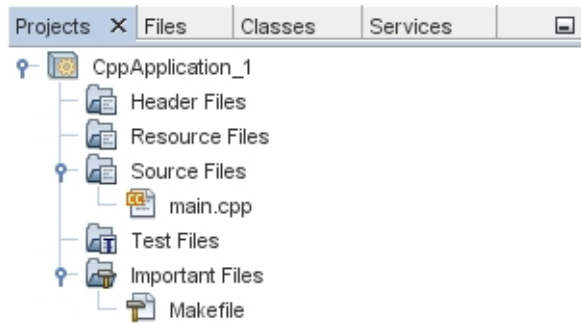 Projects Files Classes Services
CppApplication_1
Header Files
Resource Files
Source Files
main.cpp
Test Files
Important Files
Makefile